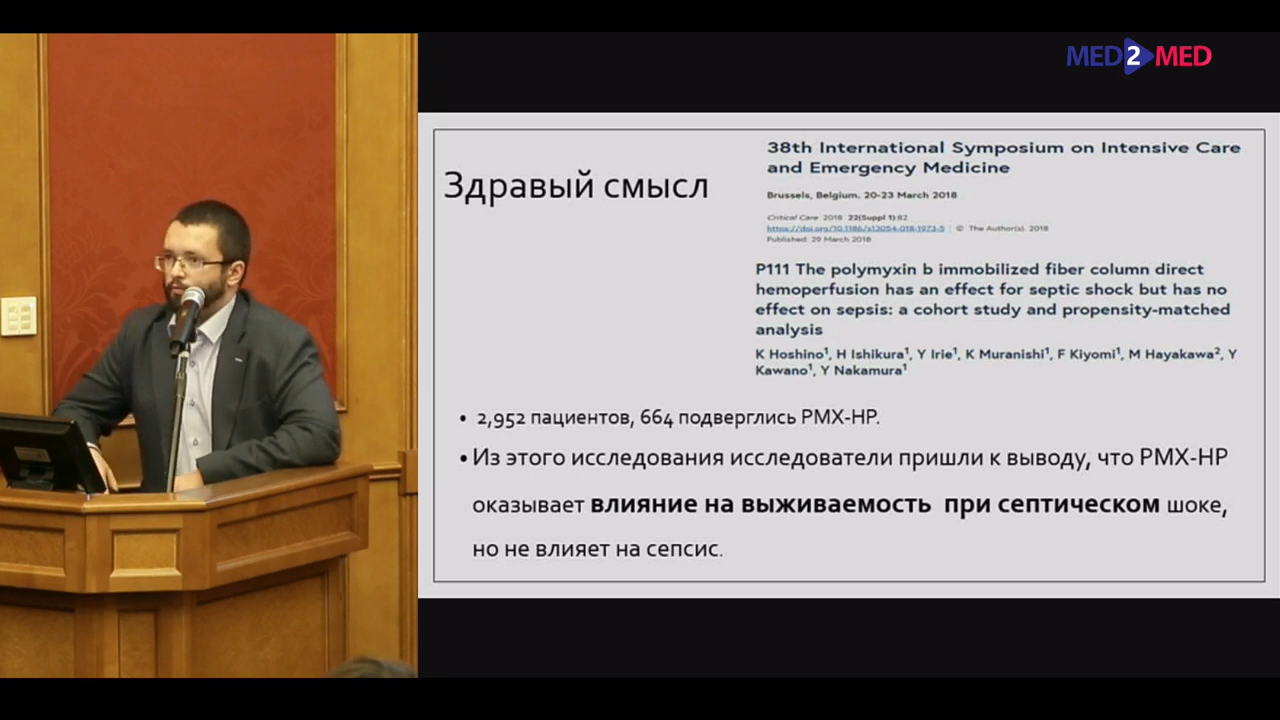 MED2MED
Здравый смысл
38th International Symposium on Intensive Care
and Emergency Medicine
Brussels, Belgium. 20-23 March 2018
Critical Care 2018 22(Suppl 1):82
https://doi.org/10.1186/s13054-018-1973-5 | © The Author(s). 2018
Published: 29 March 2018
P111 The polymyxin b immobilized fiber column direct
hemoperfusion has an effect for septic shock but has no
effect on sepsis: a cohort study and propensity-matched
analysis
K Hoshino¹, H Ishikura¹, Y Irie¹, K Muranishi¹, F Kiyomi¹, M Hayakawa², Y
Kawano¹, Y Nakamura¹
• 2,952 пациентов, 664 подверглись PMX-HP.
• Из этого исследования исследователи пришли к выводу, что PMX-HP
оказывает влияние на выживаемость при септическом шоке,
но не влияет на сепсис.